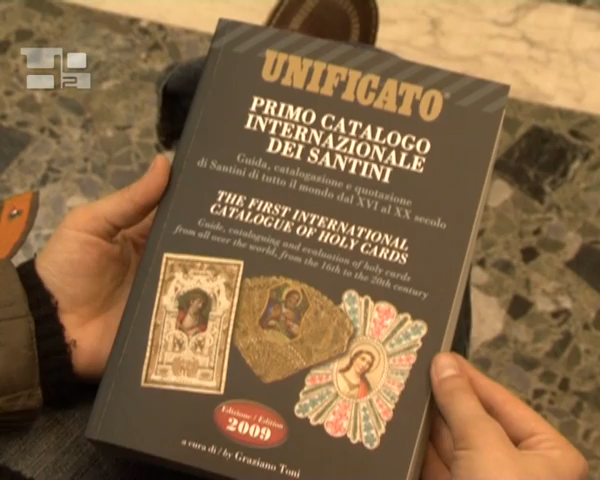 UNIFICATO
PRIMO CATALOGO
INTERNAZIONALE
DEI SANTINI
Guida, catalogazione e quotazione
di Santini di tutto il mondo dal XVI al XX secolo
THE FIRST INTERNATIONAL
CATALOGUE OF HOLY CARDS
Guide, cataloguing and evaluation of holy cards
from all over the world, from the 16th to the 20th century
Edizione / Edition
2009
a cura di / by Graziano Toni